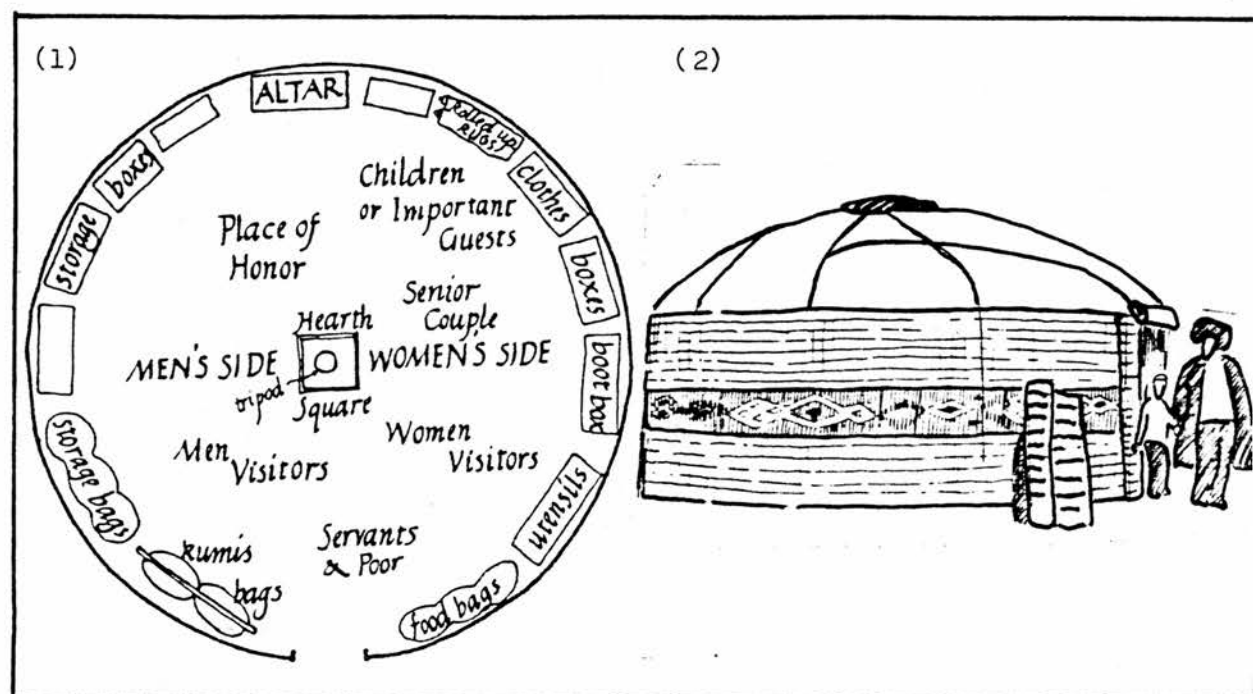 (1)
(2)
ALTAR
Rolled up
RUGS
clothes
boxes
boot bag
utensils
food bags
kumis
bags
storage bags
storage
boxes
Children
or Important
Guests
Place of
Honor
Senior
Couple
Hearth
MEN'S SIDE
WOMEN'S SIDE
tripod
Square
Men
Visitors
Women
Visitors
Servants
& Poor